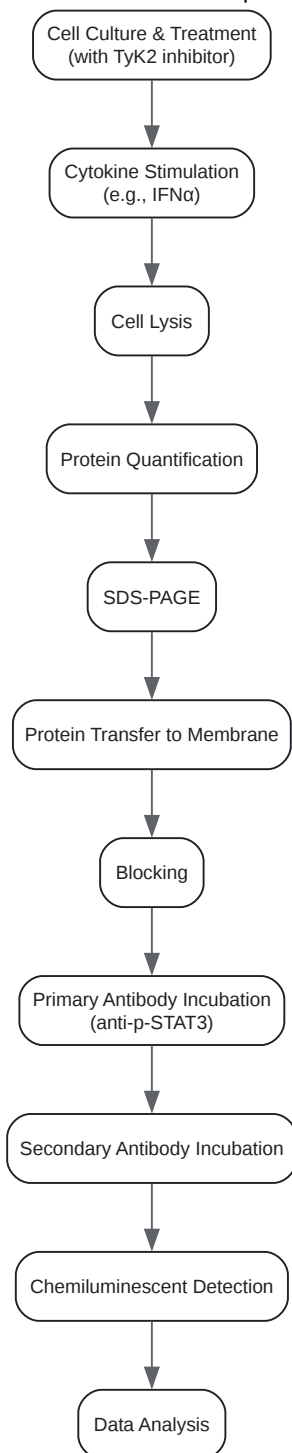 Cell Culture & Treatment
(with TyK2 inhibitor)
Cytokine Stimulation
(e.g., IFNα)
Cell Lysis
Protein Quantification
SDS-PAGE
Protein Transfer to Membrane
Blocking
Primary Antibody Incubation
(anti-p-STAT3)
Secondary Antibody Incubation
Chemiluminescent Detection
Data Analysis